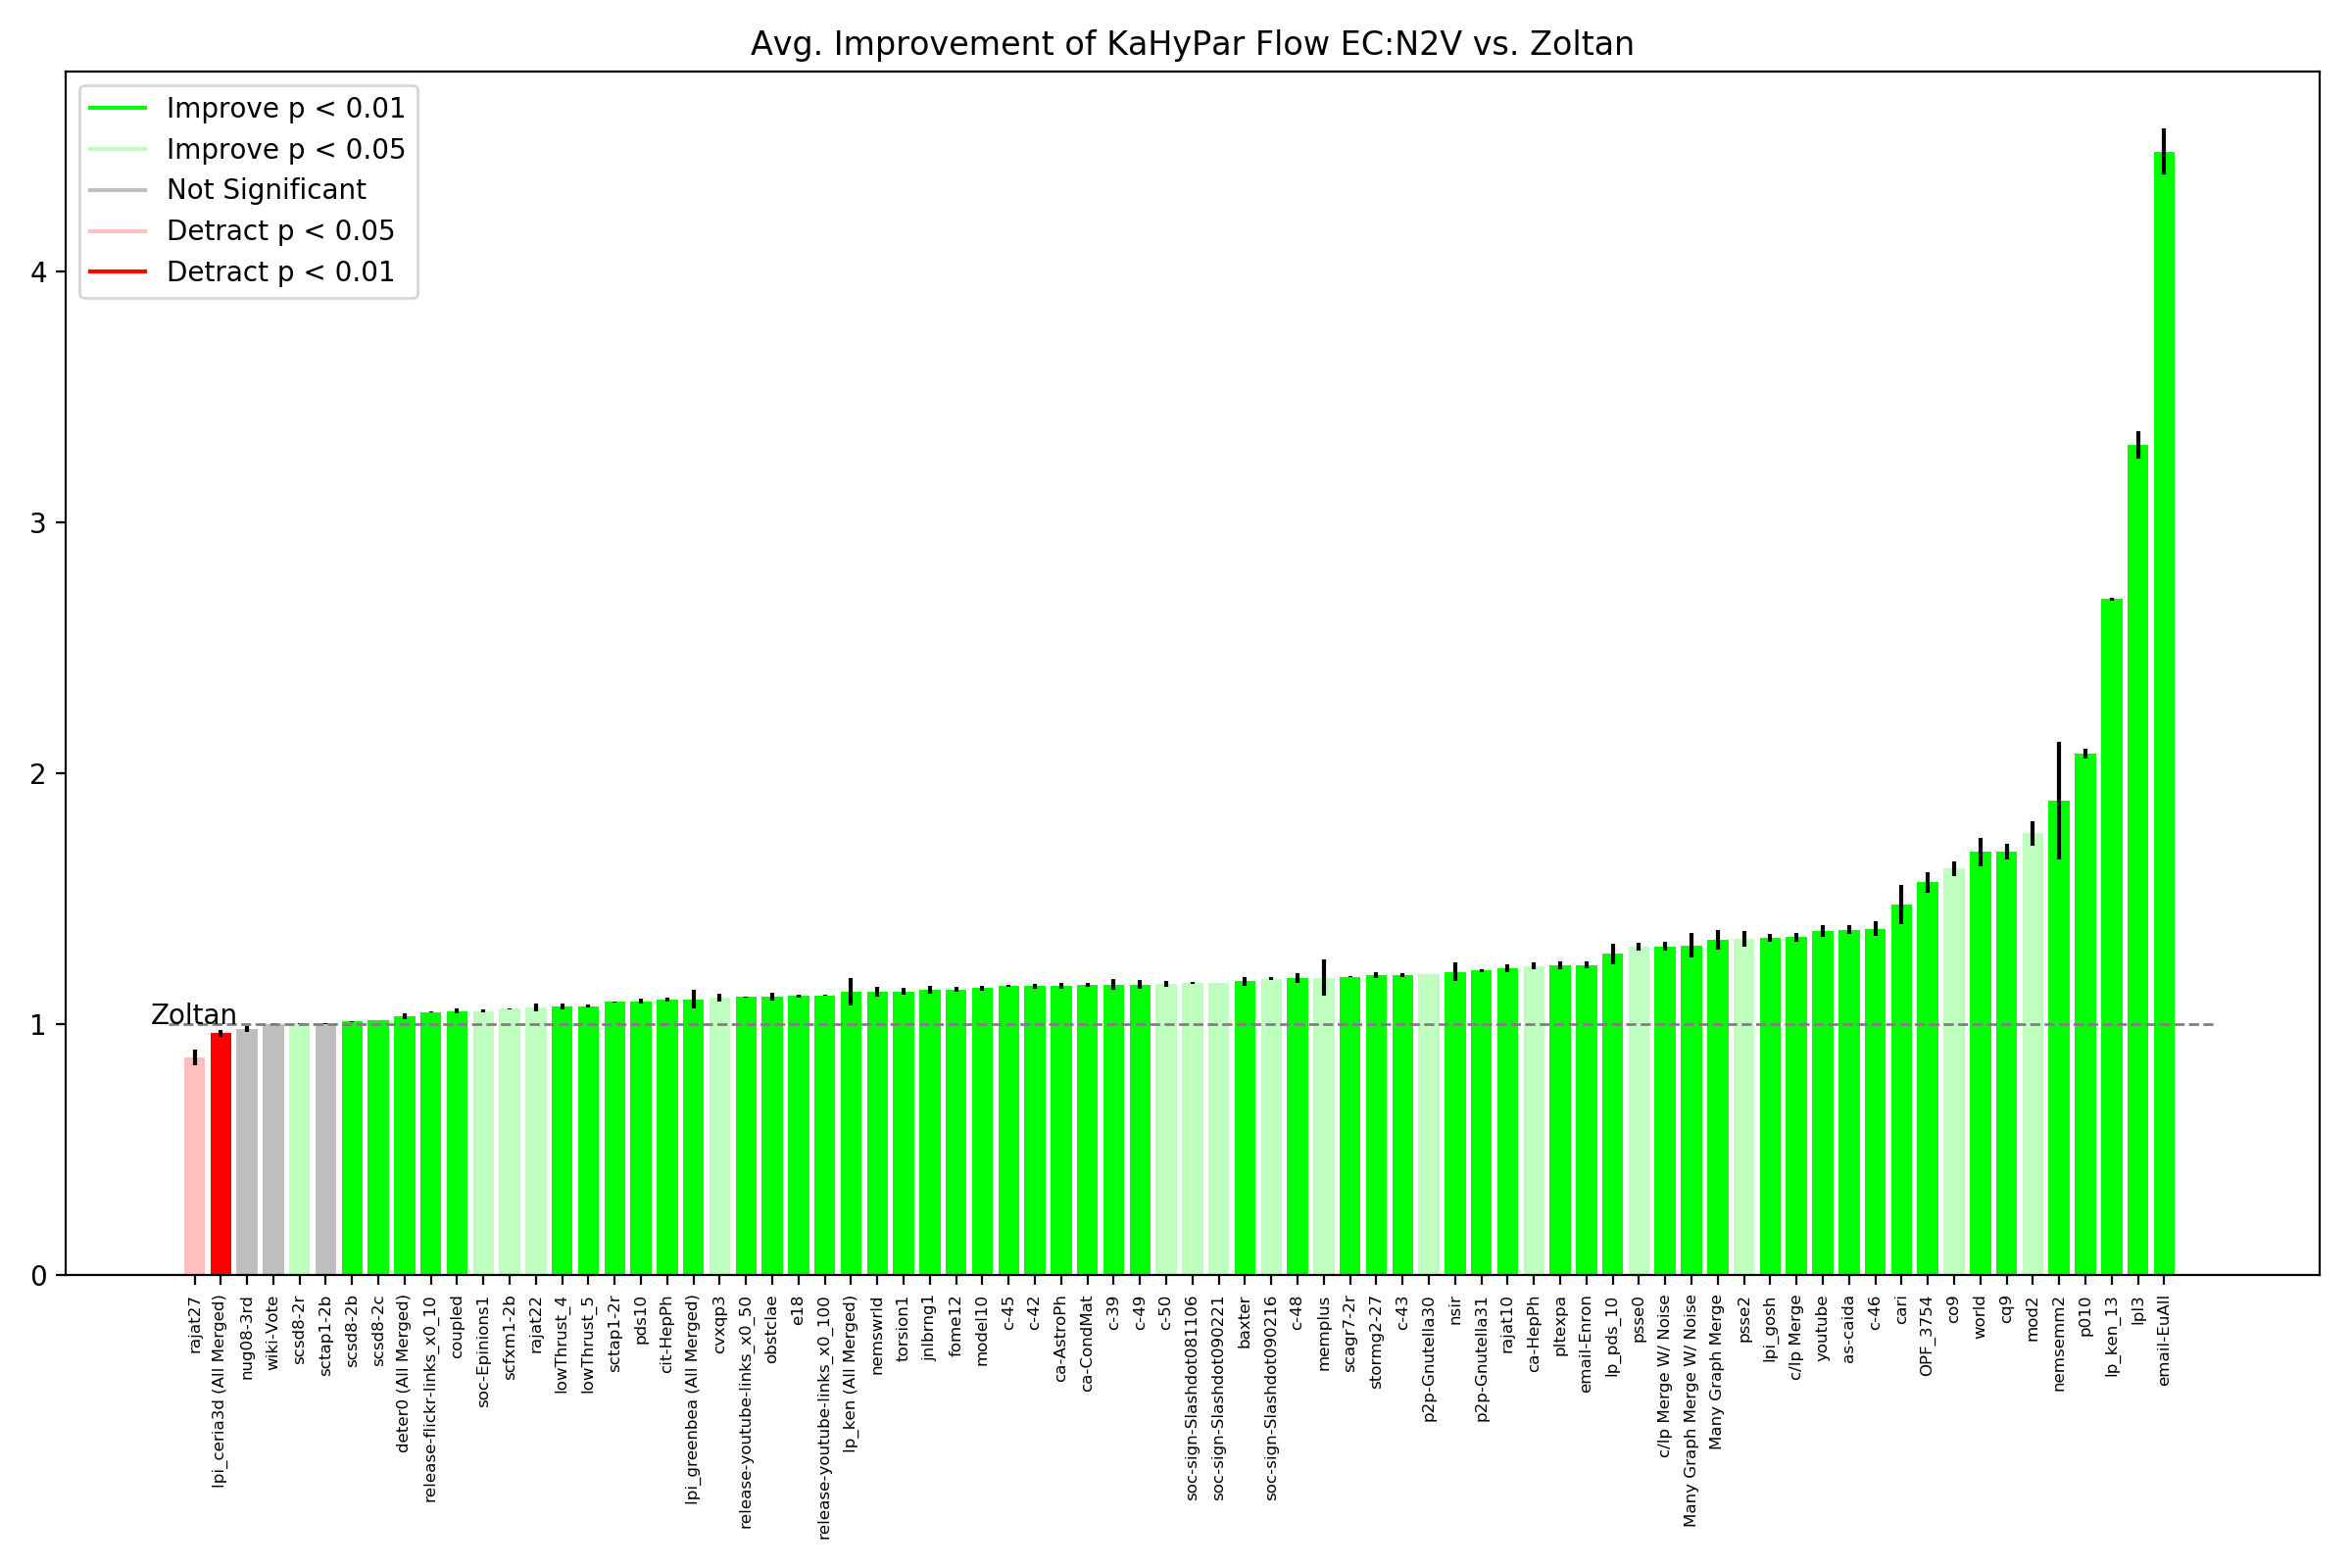 Avg. Improvement of KaHyPar Flow EC:N2V vs. Zoltan
Improve p < 0.01
Improve p < 0.05
Not Significant
Detract p < 0.05
Detract p < 0.01
4
3
2
1
0
Zoltan
rajat27
lpi_ceria3d (All Merged)
nug08-3rd
wiki-Vote
scsd8-2r
sctap1-2b
scsd8-2b
scsd8-2c
deter0 (All Merged)
release-flickr-links_x0_10
coupled
soc-Epinions1
scfxm1-2b
rajat22
lowThrust_4
lowThrust_5
sctap1-2r
pds10
cit-HepPh
lpi_greenbea (All Merged)
cvxqp3
release-youtube-links_x0_50
obstclae
e18
release-youtube-links_x0_100
lp_ken (All Merged)
nemswrld
torsion1
jnlbrng1
fome12
model10
c-45
c-42
ca-AstroPh
ca-CondMat
c-39
c-49
c-50
soc-sign-Slashdot081106
soc-sign-Slashdot090221
baxter
soc-sign-Slashdot090216
c-48
memplus
scagr7-2r
stormg2-27
c-43
p2p-Gnutella30
nsir
p2p-Gnutella31
rajat10
ca-HepPh
pltexpa
email-Enron
lp_pds_10
psse0
c/lp Merge W/ Noise
Many Graph Merge W/ Noise
Many Graph Merge
psse2
lpi_gosh
c/lp Merge
youtube
as-caida
c-46
cari
OPF_3754
co9
world
cq9
mod2
nemsemm2
p010
lp_ken_13
lpl3
email-EuAll